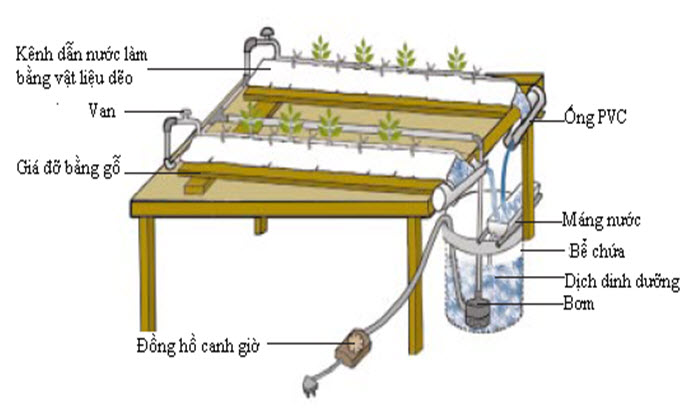 Kênh dẫn nước làm
bằng vật liệu dẽo
Van
Giá đỡ bằng gỗ
Ống PVC
Máng nước
Bể chứa
Dịch dinh dưỡng
Bơm
Đồng hồ canh giờ